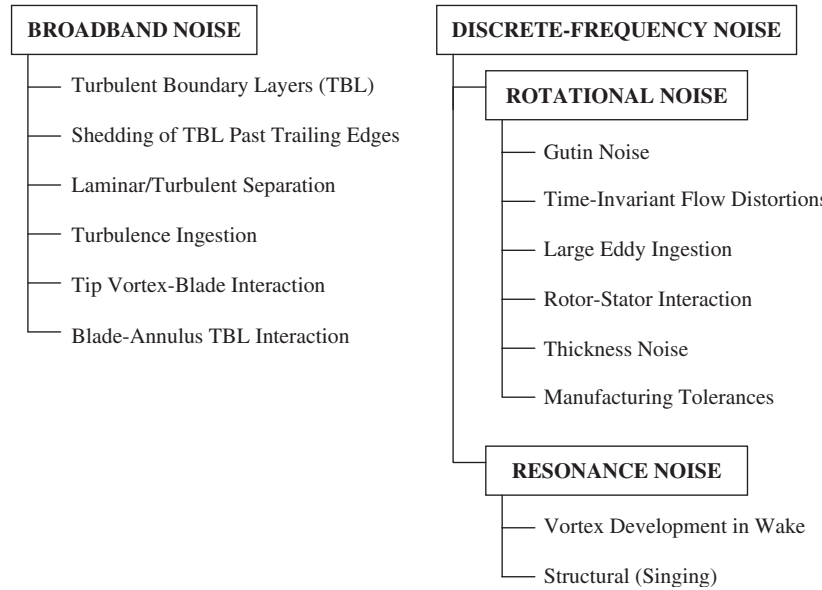 BROADBAND NOISE
Turbulent Boundary Layers (TBL)
Shedding of TBL Past Trailing Edges
Laminar/Turbulent Separation
Turbulence Ingestion
Tip Vortex-Blade Interaction
Blade-Annulus TBL Interaction
DISCRETE-FREQUENCY NOISE
ROTATIONAL NOISE
Gutin Noise
Time-Invariant Flow Distortions
Large Eddy Ingestion
Rotor-Stator Interaction
Thickness Noise
Manufacturing Tolerances
RESONANCE NOISE
Vortex Development in Wake
Structural (Singing)